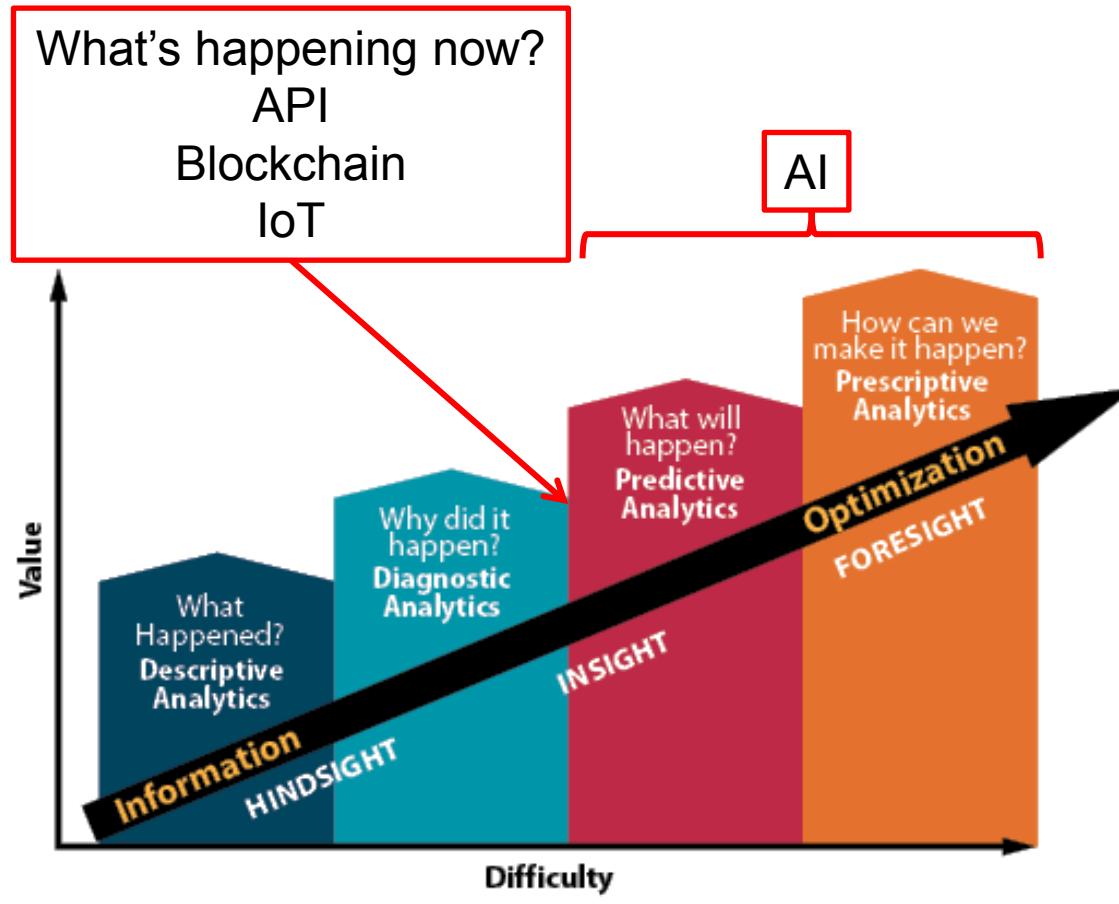 What’s happening now?
API
Blockchain
IoT
AI
How can we
make it happen?
Prescriptive
Analytics
What will
happen?
Predictive
Analytics
Why did it
happen?
Diagnostic
Analytics
What
Happened?
Descriptive
Analytics
Information
Optimization
HINDSIGHT
INSIGHT
FORESIGHT
Value
Difficulty